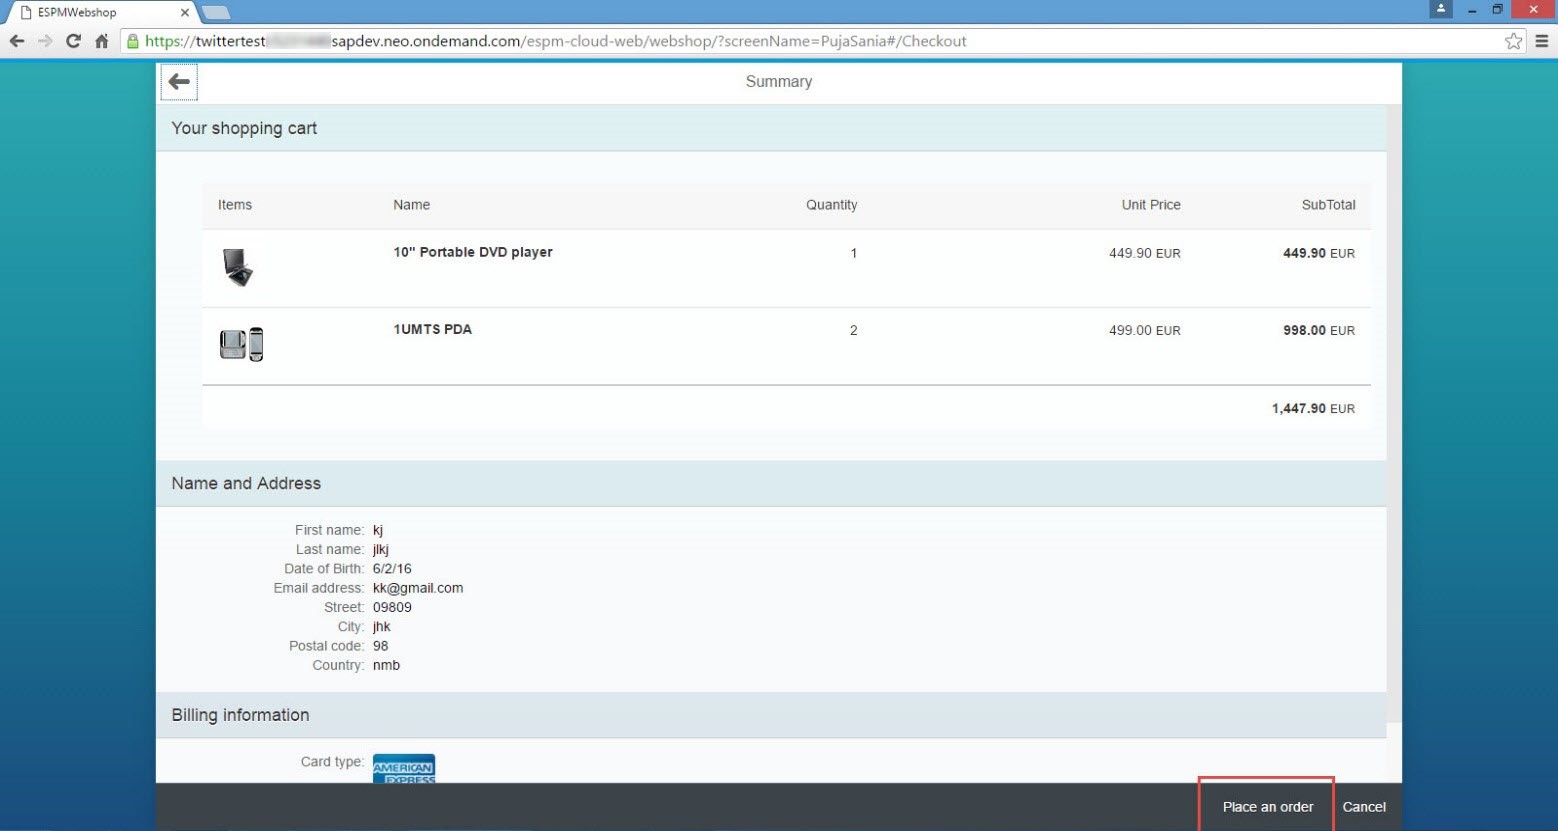 ESPMWebshop
https://twittertest sapdev.neo.ondemand.com/espm-cloud-web/webshop/?screenName=PujaSania#/Checkout
Summary
Your shopping cart
Items Name Quantity Unit Price SubTotal
10" Portable DVD player 1 449.90 EUR 449.90 EUR
1UMTS PDA 2 499.00 EUR 998.00 EUR
1,447.90 EUR
Name and Address
First name: kj
Last name: jlkj
Date of Birth: 6/2/16
Email address: kk@gmail.com
Street: 09809
City: jhk
Postal code: 98
Country: nmb
Billing information
Card type: AMERICAN
EXPRESS
Place an order Cancel